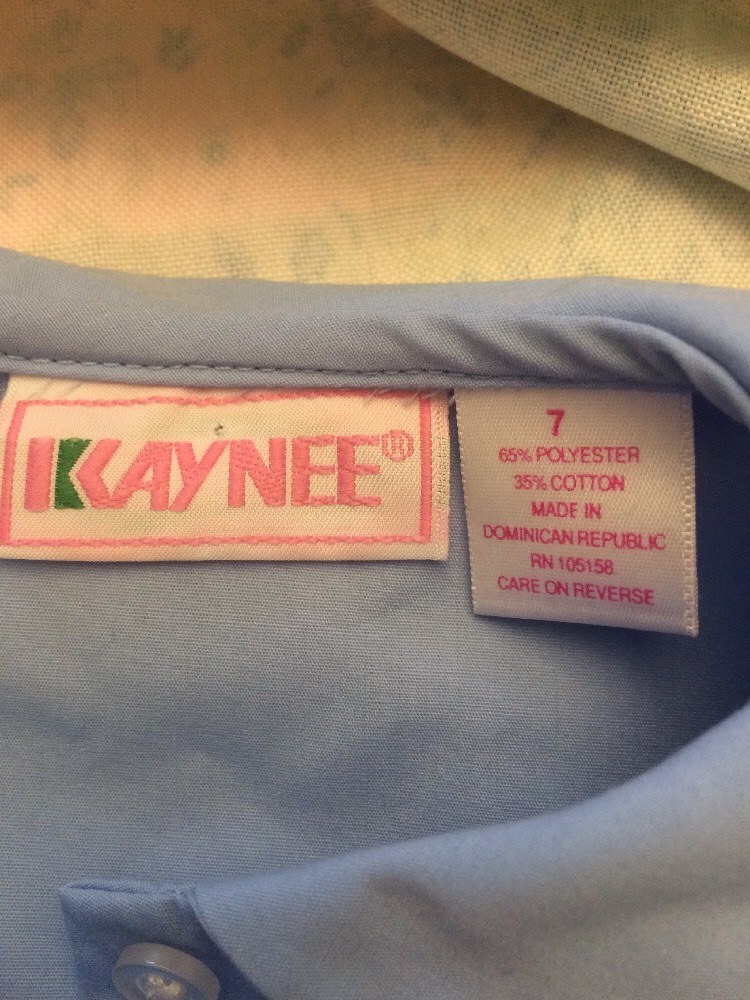 KAYNEE®
7
65% POLYESTER
35% COTTON
MADE IN
DOMINICAN REPUBLIC
RN 105158
CARE ON REVERSE